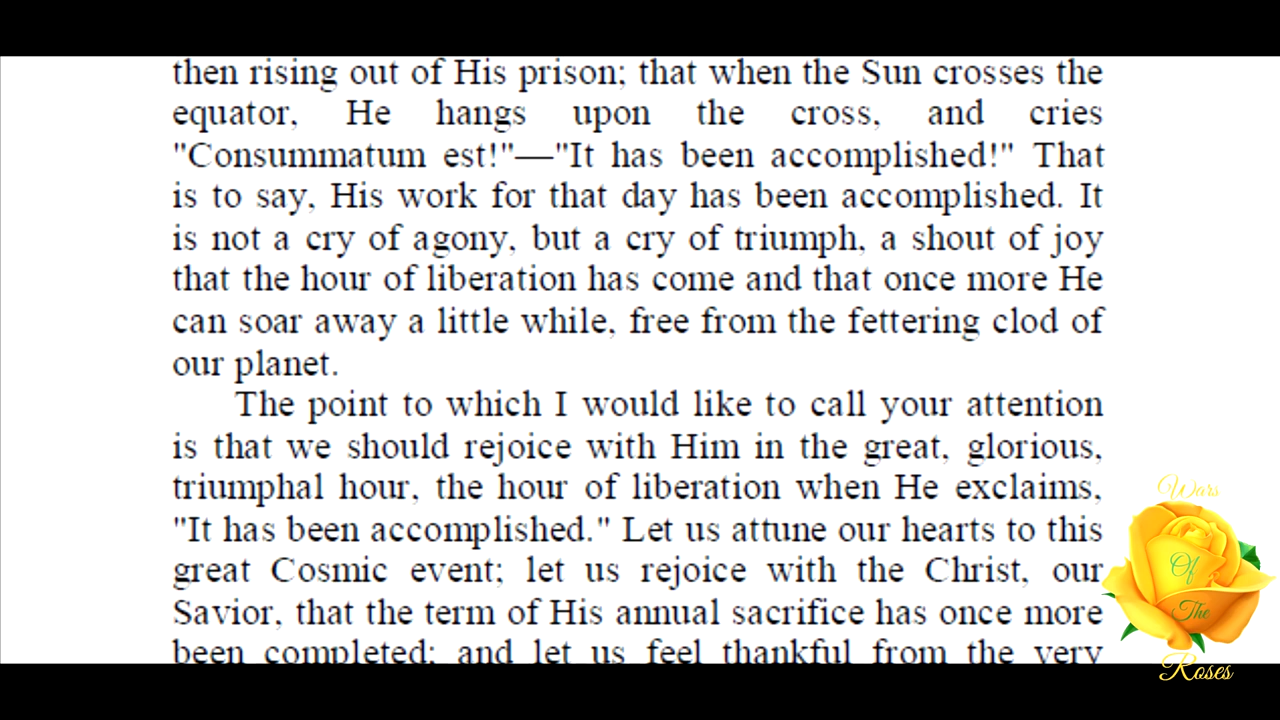 then rising out of His prison; that when the Sun crosses the
equator, He hangs upon the cross, and cries
"Consummatum est!"—"It has been accomplished!" That
is to say, His work for that day has been accomplished. It
is not a cry of agony, but a cry of triumph, a shout of joy
that the hour of liberation has come and that once more He
can soar away a little while, free from the fettering clod of
our planet.
The point to which I would like to call your attention
is that we should rejoice with Him in the great, glorious,
triumphal hour, the hour of liberation when He exclaims,
"It has been accomplished." Let us attune our hearts to this
great Cosmic event; let us rejoice with the Christ, our
Savior, that the term of His annual sacrifice has once more
been completed; and let us feel thankful from the very
Wars
Of
The
Roses